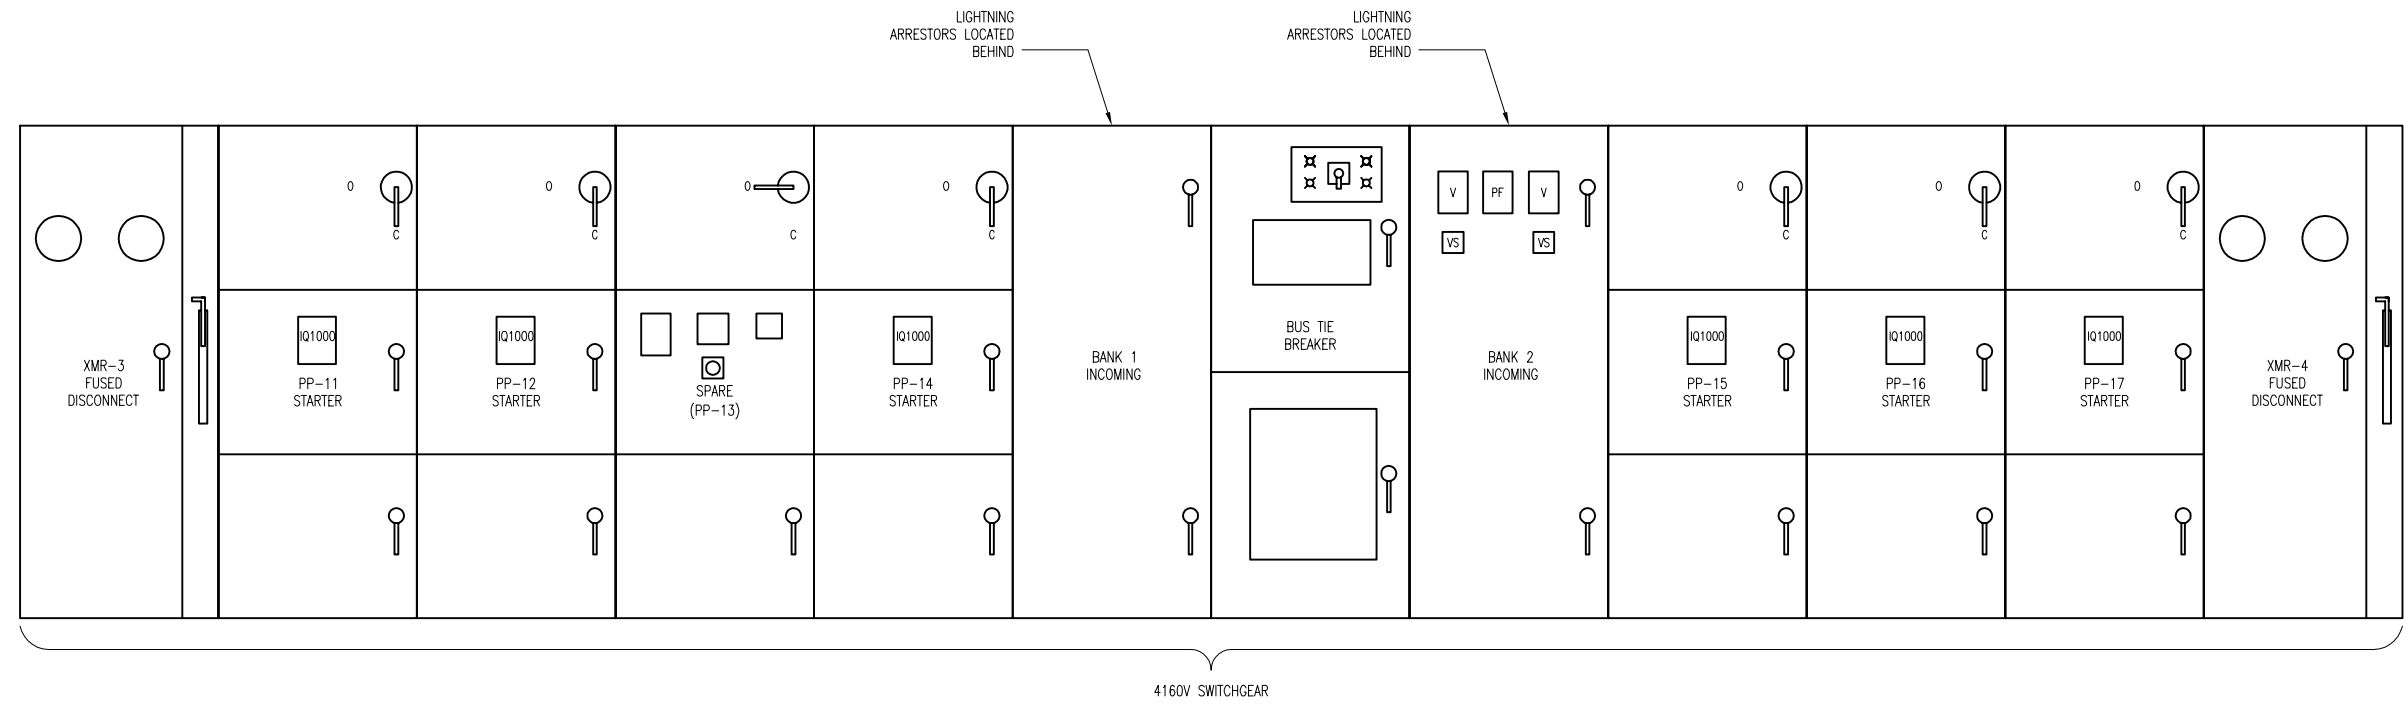 LIGHTNING
ARRESTORS LOCATED
BEHIND
LIGHTNING
ARRESTORS LOCATED
BEHIND
O
C
O
C
O
C
O
C
V
PF
V
VS
VS
O
C
O
C
O
C
XMR-3
FUSED
DISCONNECT
IQ1000
PP-11
STARTER
IQ1000
PP-12
STARTER
SPARE
(PP-13)
IQ1000
PP-14
STARTER
BANK 1
INCOMING
BUS TIE
BREAKER
BANK 2
INCOMING
IQ1000
PP-15
STARTER
IQ1000
PP-16
STARTER
IQ1000
PP-17
STARTER
XMR-4
FUSED
DISCONNECT
4160V SWITCHGEAR